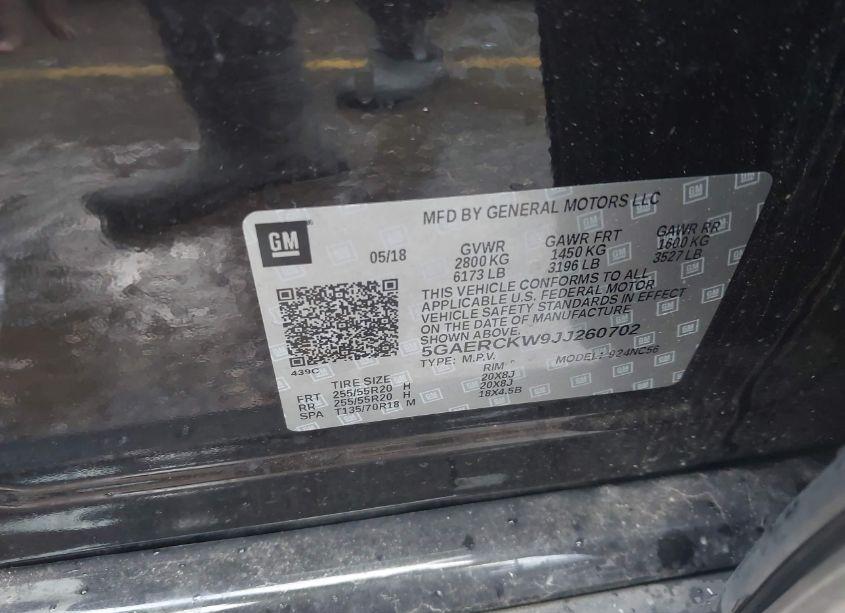 MFD BY GENERAL MOTORS LLC
GM
05/18 GVWR GAWR FRT GAWR RR
2800 KG 1450 KG 1600 KG
6173 LB 3196 LB 3527 LB
THIS VEHICLE CONFORMS TO ALL
APPLICABLE U.S. FEDERAL MOTOR
VEHICLE SAFETY STANDARDS IN EFFECT
ON THE DATE OF MANUFACTURE
SHOWN ABOVE.
5GAERCKW9JJ260702
TYPE: M.P.V. MODEL: 924NC56
439C
TIRE SIZE RIM
FRT 255/55R20 H 20X8J
RR 255/55R20 H 20X8J
SPA T135/70R18 M 18X4.5B